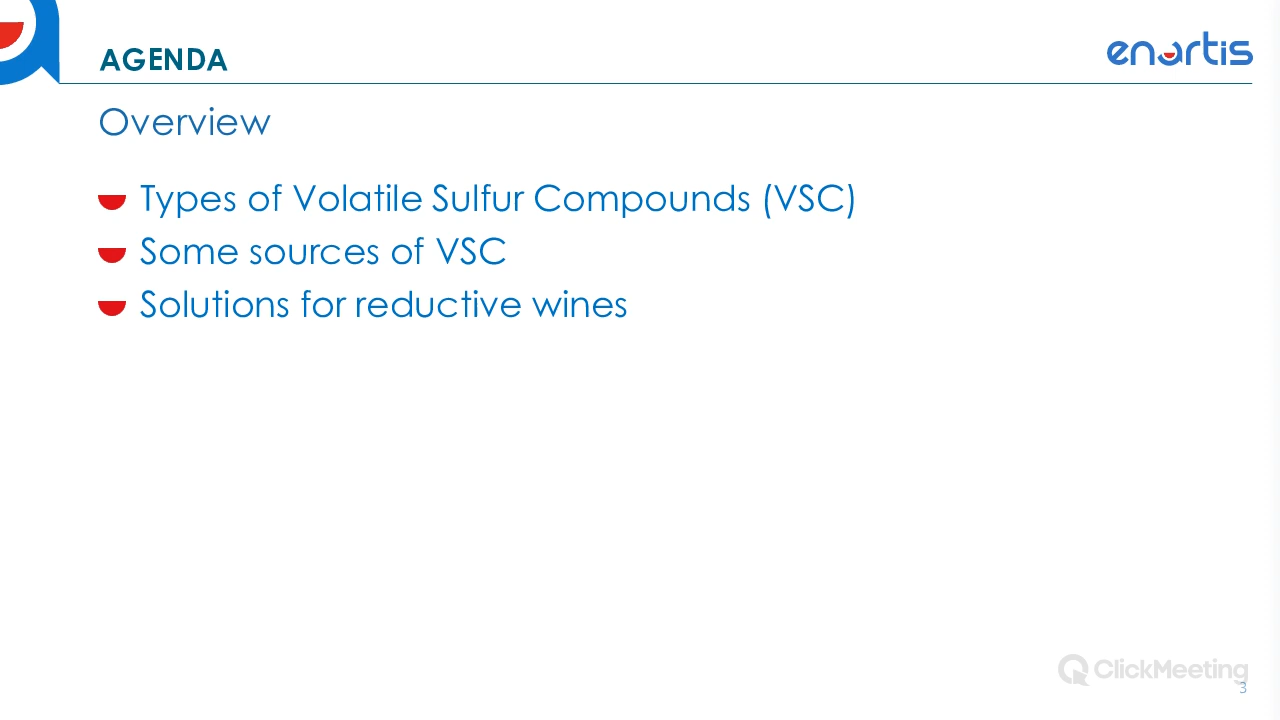 AGENDA
enartis
Overview
Types of Volatile Sulfur Compounds (VSC)
Some sources of VSC
Solutions for reductive wines
ClickMeeting
3